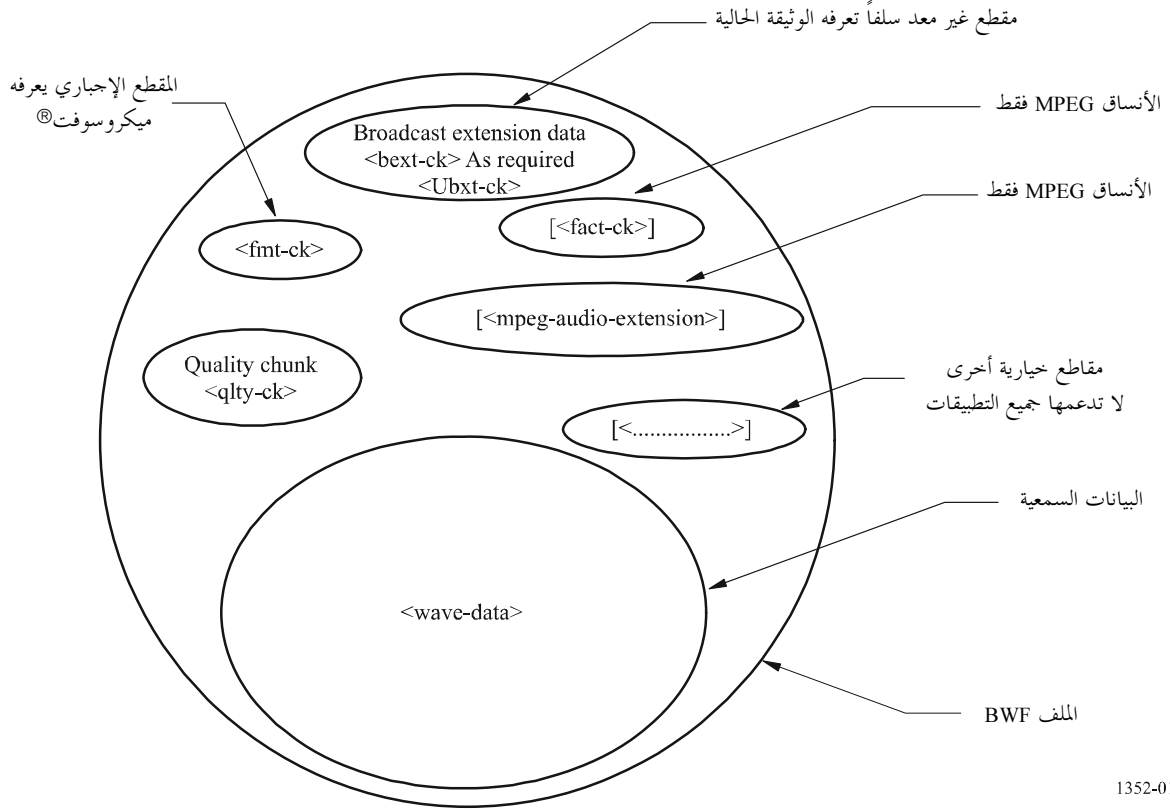 مقطع غير معد سلفاً تعرفه الوثيقة الحالية
المقطع الإجباري يعرفه
ميكروسوفت®
الأنساق MPEG فقط
Broadcast extension data
<bext-ck> As required
<Ubxt-ck>
الأنساق MPEG فقط
[<fact-ck>]
<fmt-ck>
[<mpeg-audio-extension>]
Quality chunk
<qlty-ck>
مقاطع خيارية أخرى
لا تدعمها جميع التطبيقات
[<.................>]
البيانات السمعية
<wave-data>
الملف BWF
1352-0